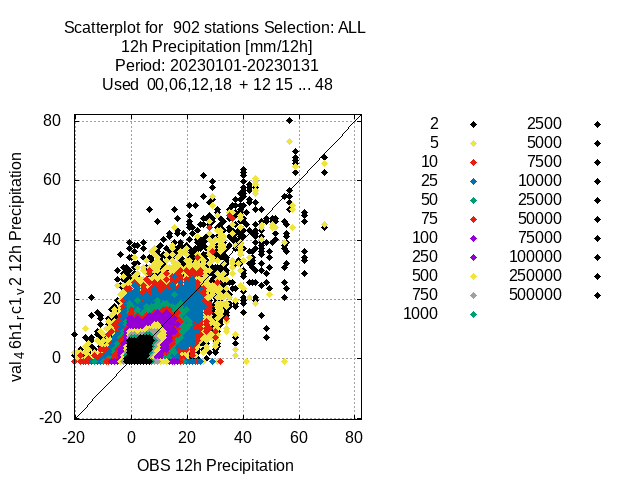 Scatterplot for  902 stations Selection: ALL
12h Precipitation [mm/12h]
Period: 20230101-20230131
Used  00,06,12,18  + 12 15 ... 48
val4 6h1,rc1v2 12h Precipitation
80
60
40
20
0
-20
-20 0 20 40 60 80
OBS 12h Precipitation
2 2500
5 5000
10 7500
25 10000
50 25000
75 50000
100 75000
250 100000
500 250000
750 500000
1000